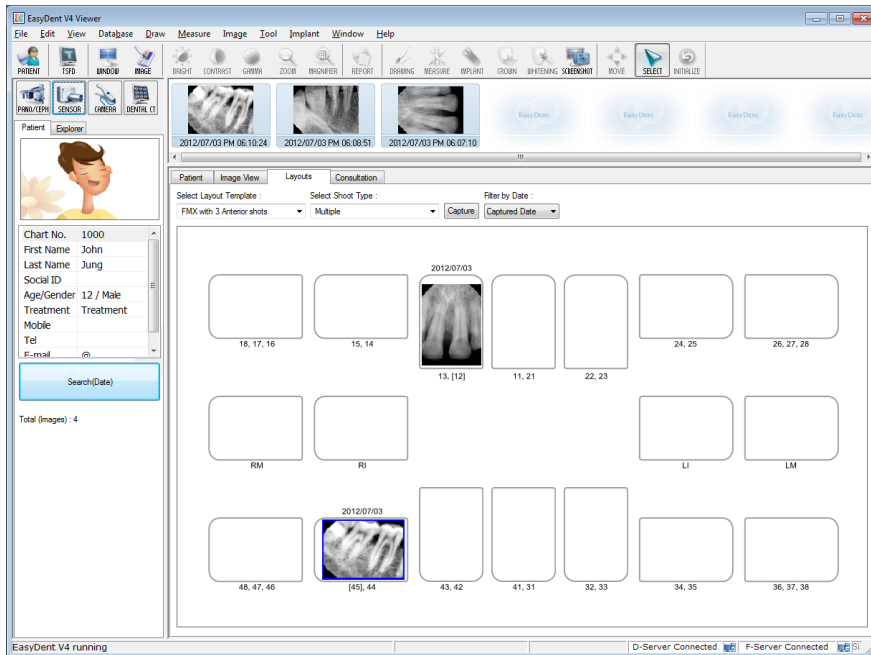 EasyDent V4 Viewer
File Edit View DataBase Draw Measure Image Tool Implant Window Help
PATIENT TSFD WINDOW IMAGE BRIGHT CONTRAST GAMMA ZOOM MAGNIFIER REPORT DRAWING MEASURE IMPLANT CROWN WHITENING SCREENSHOT MOVE SELECT INITIALIZE
PANO/CEPH SENSOR CAMERA DENTAL CT
2012/07/03 PM 06:10:24 2012/07/03 PM 06:08:51 2012/07/03 PM 06:07:10 EasyDent EasyDent EasyDent
Patient Explorer
Chart No. 1000
First Name John
Last Name Jung
Social ID
Age/Gender 12 / Male
Treatment Treatment
Mobile
Tel
E-mail @
Search(Date)
Total (Images) : 4
Patient Image View Layouts Consultation
Select Layout Template : Select Shoot Type : Filter by Date :
FMX with 3 Anterior shots Multiple Capture Captured Date
2012/07/03
18, 17, 16 15, 14 13, [12] 11, 21 22, 23 24, 25 26, 27, 28
RM RI LI LM
2012/07/03
48, 47, 46 [45], 44 43, 42 41, 31 32, 33 34, 35 36, 37, 38
EasyDent V4 running D-Server Connected F-Server Connected Si